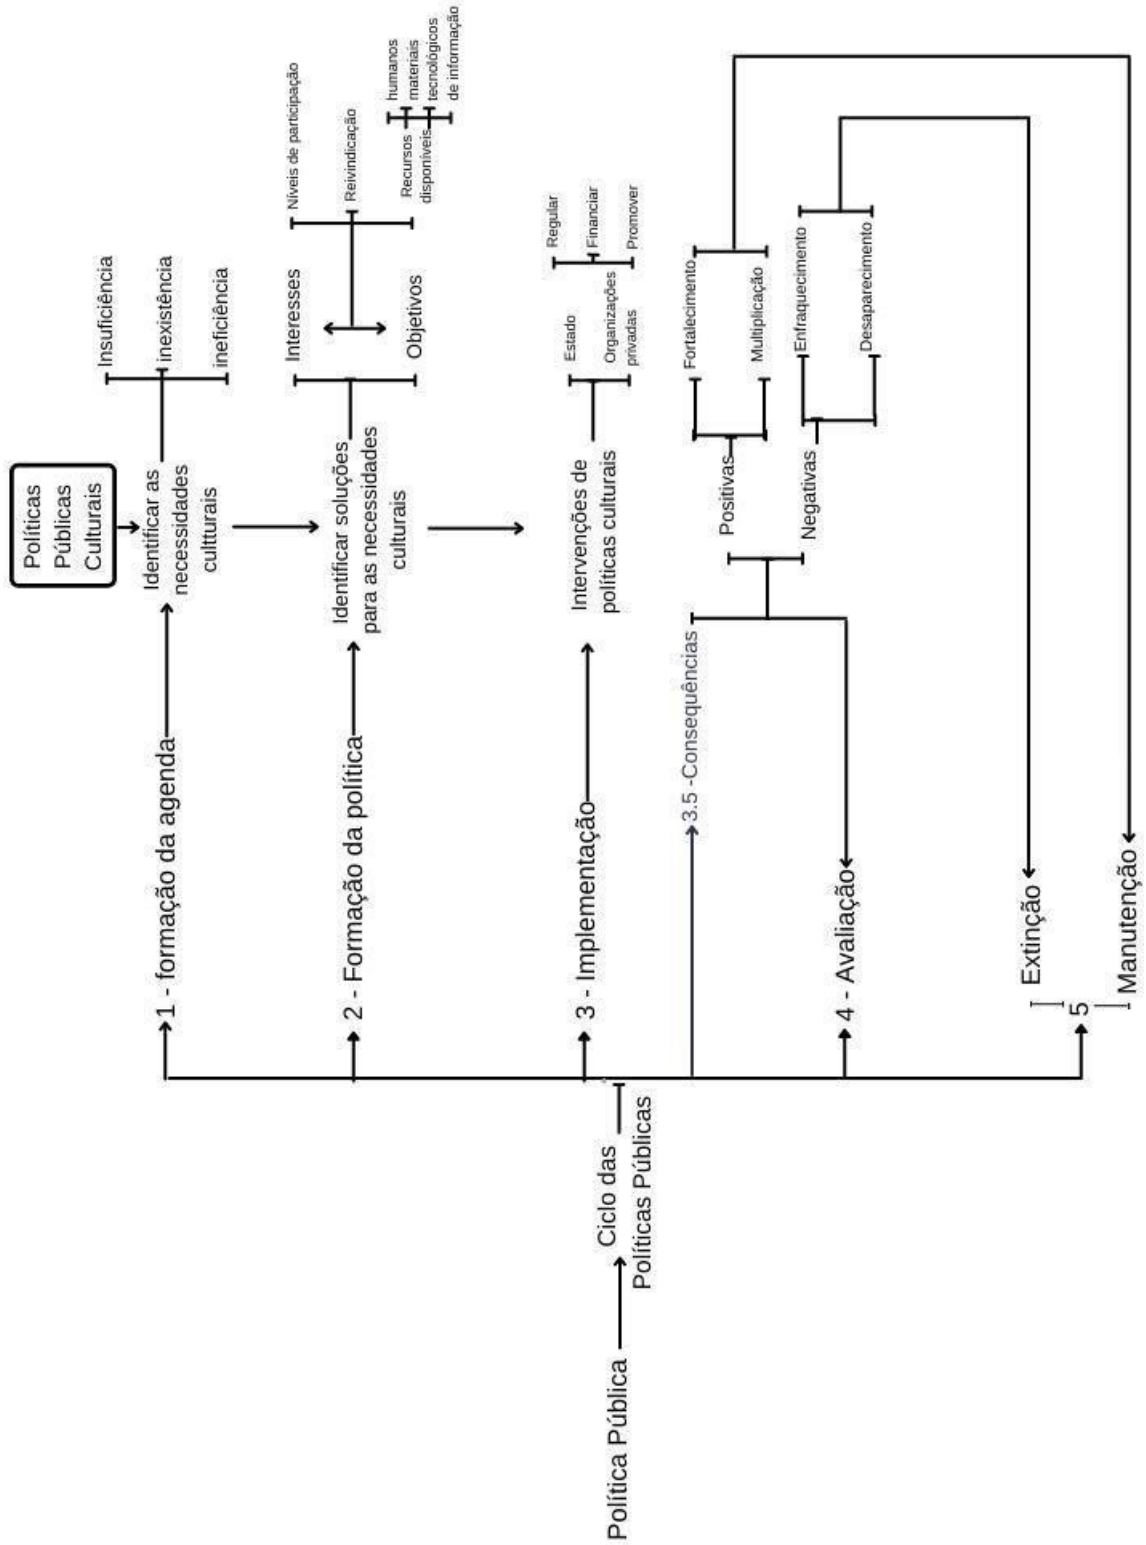 Políticas
Públicas
Culturais
Identificar as
necessidades
cultturais
Insuficiência
inexistência
ineficiência
1 - formação da agenda
Identificar soluções
para as necessidades
culturais
Interesses
Objetivos
Níveis de participação
Reivindicação
Recursos
disponíveis
humanos
materiais
tecnológicos
de informação
2 - Formação da política
Intervenções de
políticas culturais
Estado
Organizações
privadas
Regular
Financiar
Promover
3 - Implementação
3.5 -Consequências
Positivas
Negativas
Fortalecimento
Multiplicação
Enfraquecimento
Desaparecimento
4 - Avaliação
5
Extinção
Manutenção
Ciclo das
Políticas Públicas
Política Pública